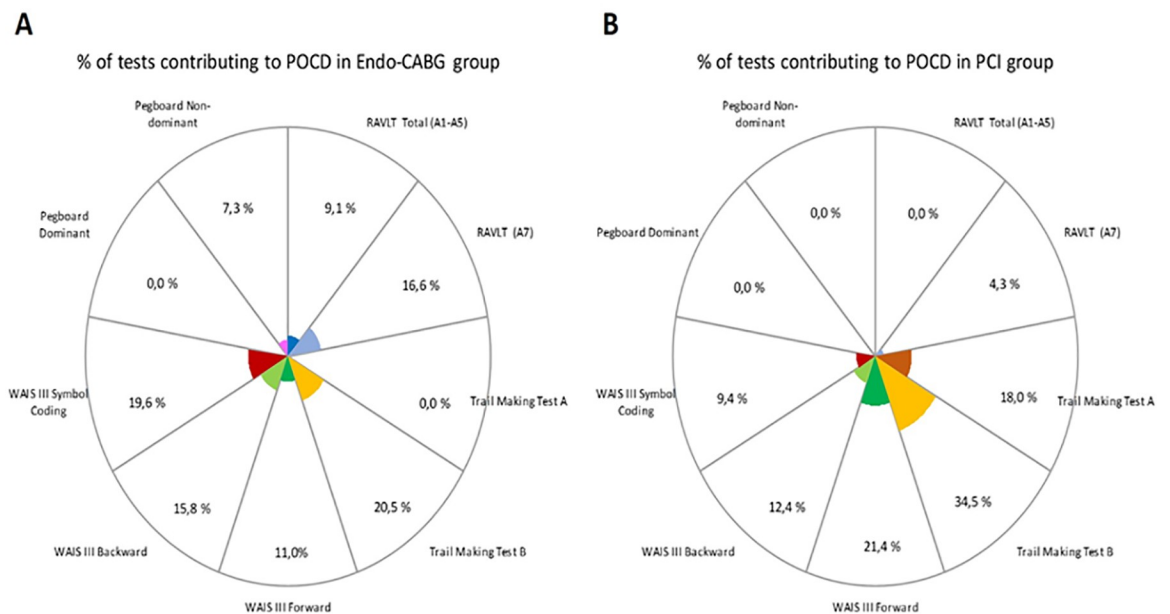 A
% of tests contributing to POCD in Endo-CABG group
Pegboard Non-
dominant
RAVLT Total (A1-A5)
7,3 %
9,1 %
Pegboard
Dominant
RAVLT (A7)
0,0 %
16,6 %
WAIS III Symbol
Coding
19,6 %
0,0 %
Trail Making Test A
15,8 %
20,5 %
11,0%
WAIS III Backward
Trail Making Test B
WAIS III Forward
B
% of tests contributing to POCD in PCI group
Pegboard Non-
dominant
RAVLT Total (A1-A5)
0,0 %
0,0 %
Pegboard Dominant
RAVLT (A7)
0,0 %
4,3 %
WAIS III Symbol
Coding
9,4 %
18,0 %
Trail Making Test A
12,4 %
34,5 %
21,4 %
WAIS III Backward
Trail Making Test B
WAIS III Forward